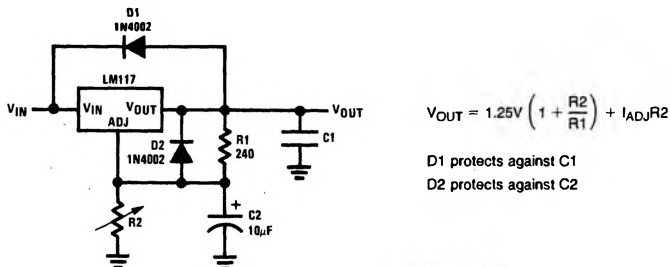 D1
1N4002
LM117
VIN
VIN VOUT
ADJ
VOUT
D2
1N4002
R1
240
C1
R2
+
C2
10µF
VOUT = 1.25V (1 + R2/R1) + IADJR2
D1 protects against C1
D2 protects against C2